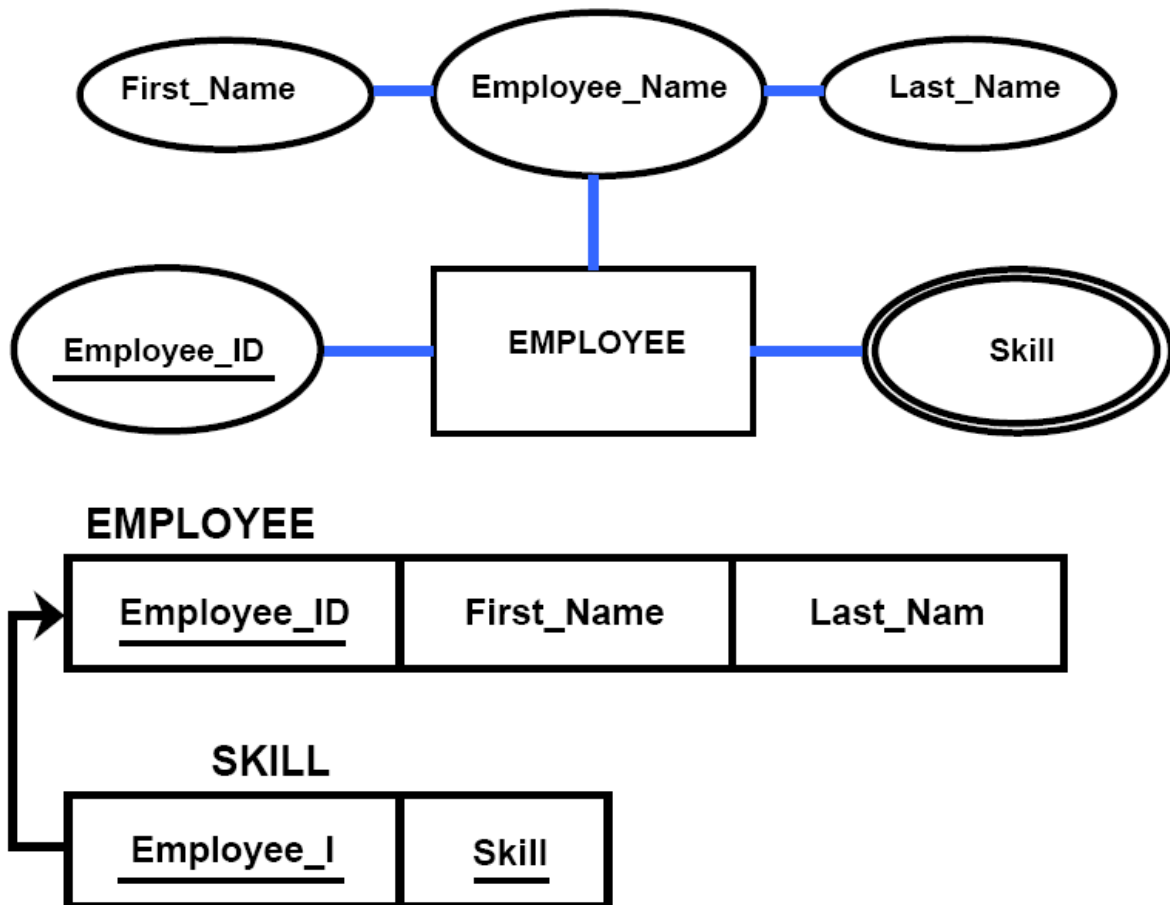 First_Name
Employee_Name
Last_Name
Employee_ID
EMPLOYEE
Skill
EMPLOYEE
Employee_ID
First_Name
Last_Nam
SKILL
Employee_I
Skill